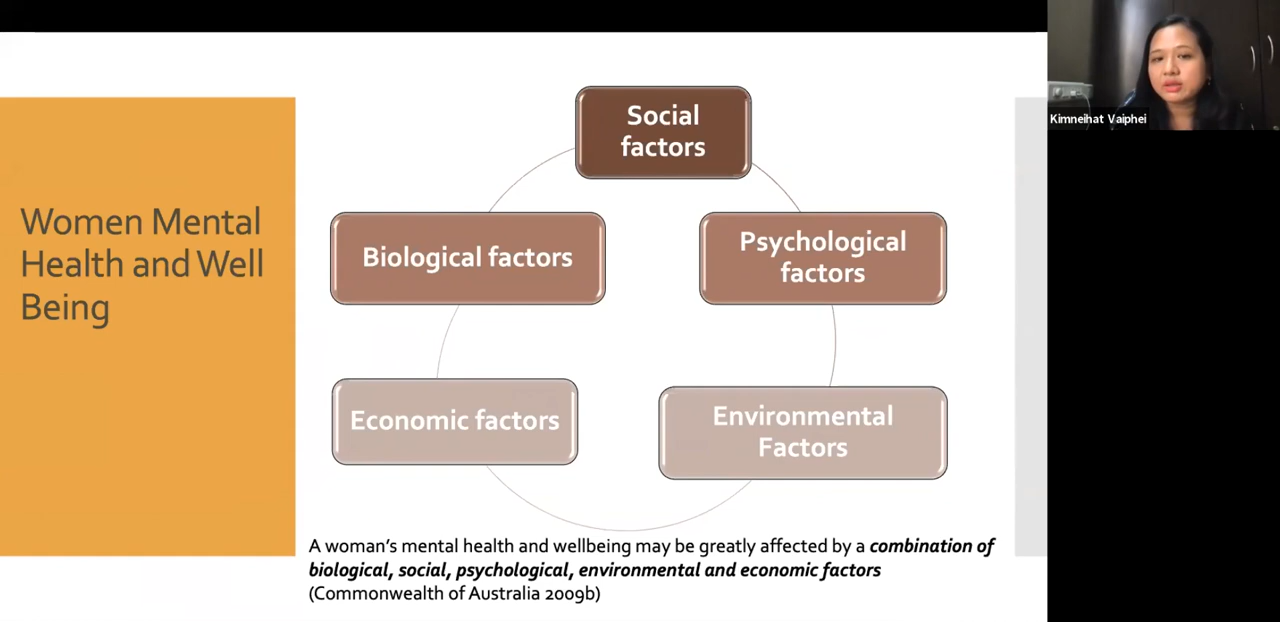 Women Mental
Health and Well
Being
Social
factors
Biological factors
Psychological
factors
Economic factors
Environmental
Factors
A woman's mental health and wellbeing may be greatly affected by a combination of
biological, social, psychological, environmental and economic factors
(Commonwealth of Australia 2009b)
Kimneihat Vaiphei